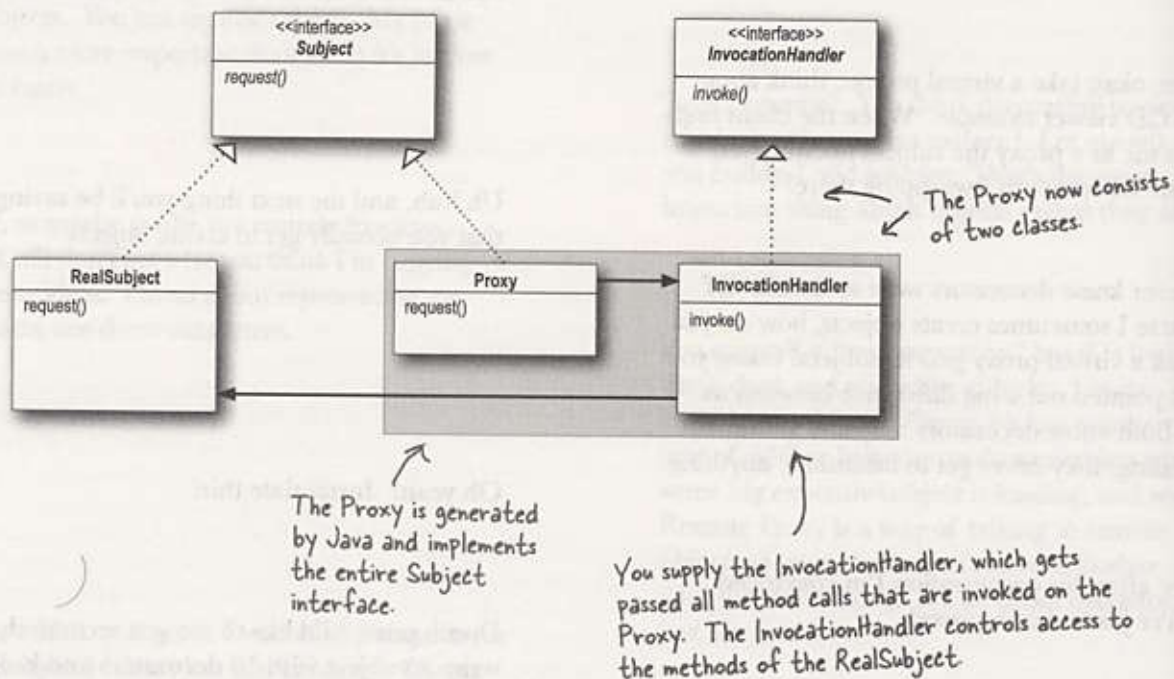 <<interface>>
Subject
request()
<<interface>>
InvocationHandler
invoke()
The Proxy now consists
of two classes.
RealSubject
request()
Proxy
request()
InvocationHandler
invoke()
The Proxy is generated
by Java and implements
the entire Subject
interface.
You supply the InvocationHandler, which gets
passed all method calls that are invoked on the
Proxy. The InvocationHandler controls access to
the methods of the RealSubject.